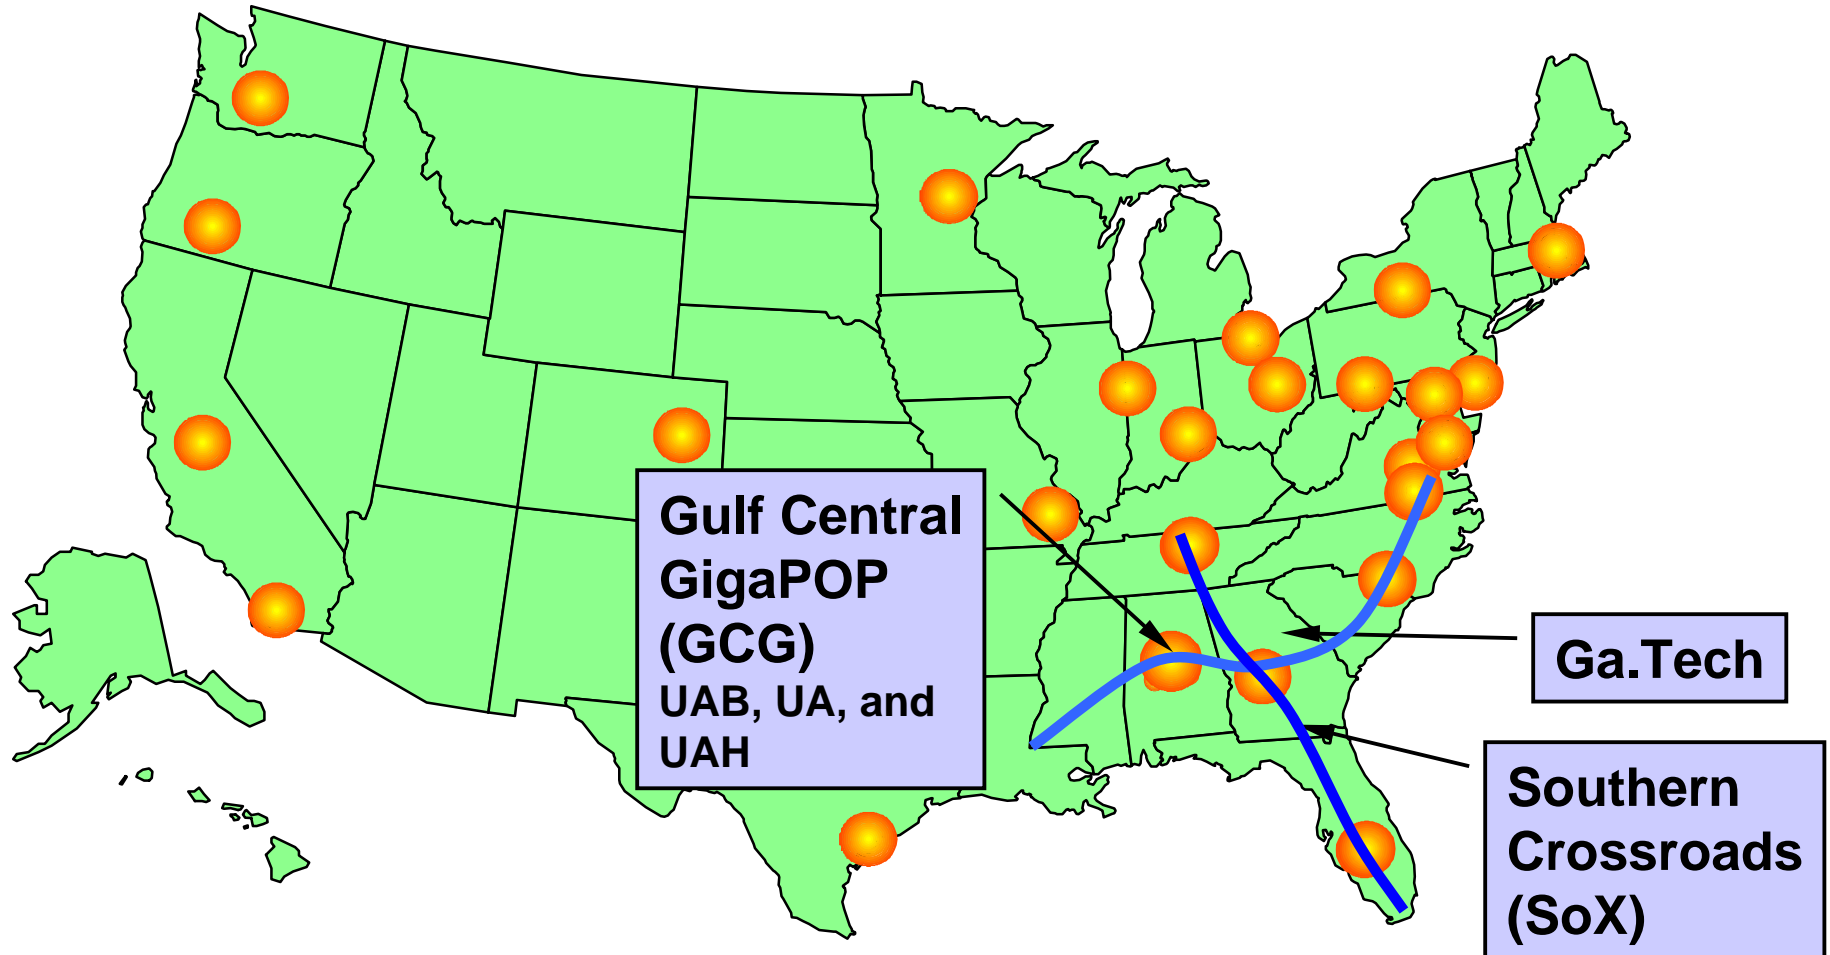 Gulf Central
GigaPOP
(GCG)
UAB, UA, and
UAH
Ga.Tech
Southern
Crossroads
(SoX)